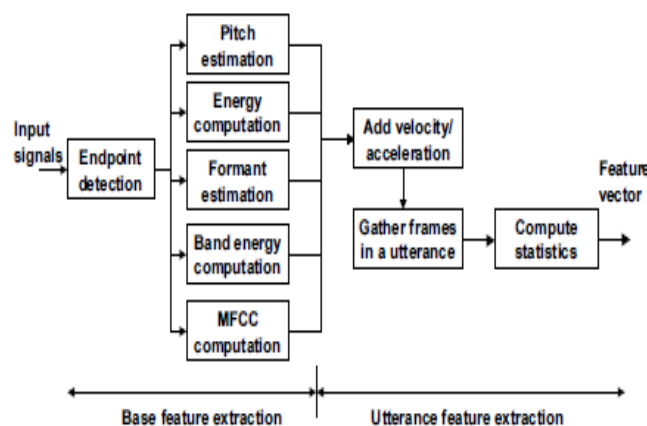 Input
signals
Endpoint
detection
Pitch
estimation
Energy
computation
Formant
estimation
Band energy
computation
MFCC
computation
Add velocity/
acceleration
Gather frames
in a utterance
Compute
statistics
Feature
vector
Base feature extraction
Utterance feature extraction